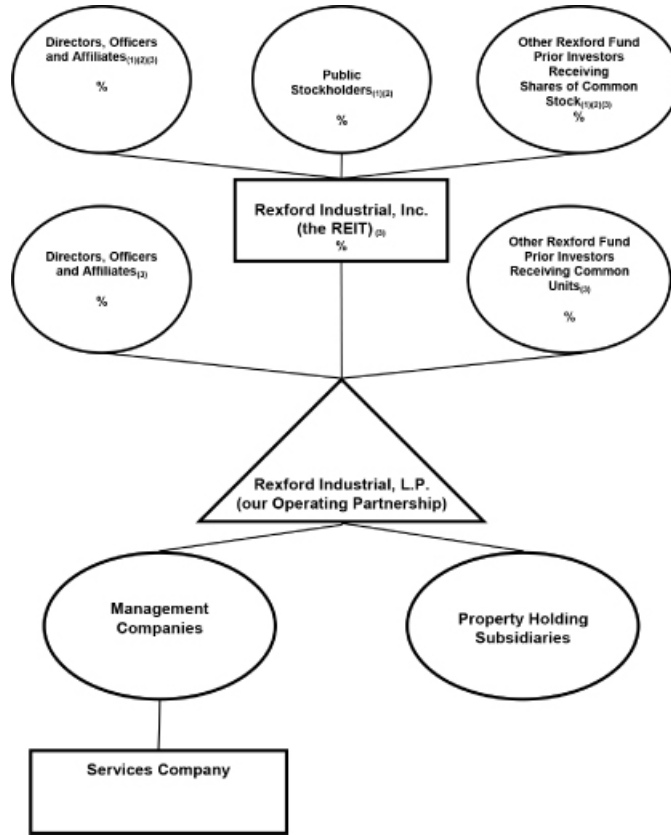 Directors, Officers
and Affiliates(1)(2)(3)
%
Public
Stockholders(1)(2)
%
Other Rexford Fund
Prior Investors
Receiving
Shares of Common
Stock(1)(2)(3)
%
Rexford Industrial, Inc.
(the REIT)(3)
%
Directors, Officers
and Affiliates(3)
%
Other Rexford Fund
Prior Investors
Receiving Common
Units(3)
%
Rexford Industrial, L.P.
(our Operating Partnership)
Management
Companies
Property Holding
Subsidiaries
Services Company